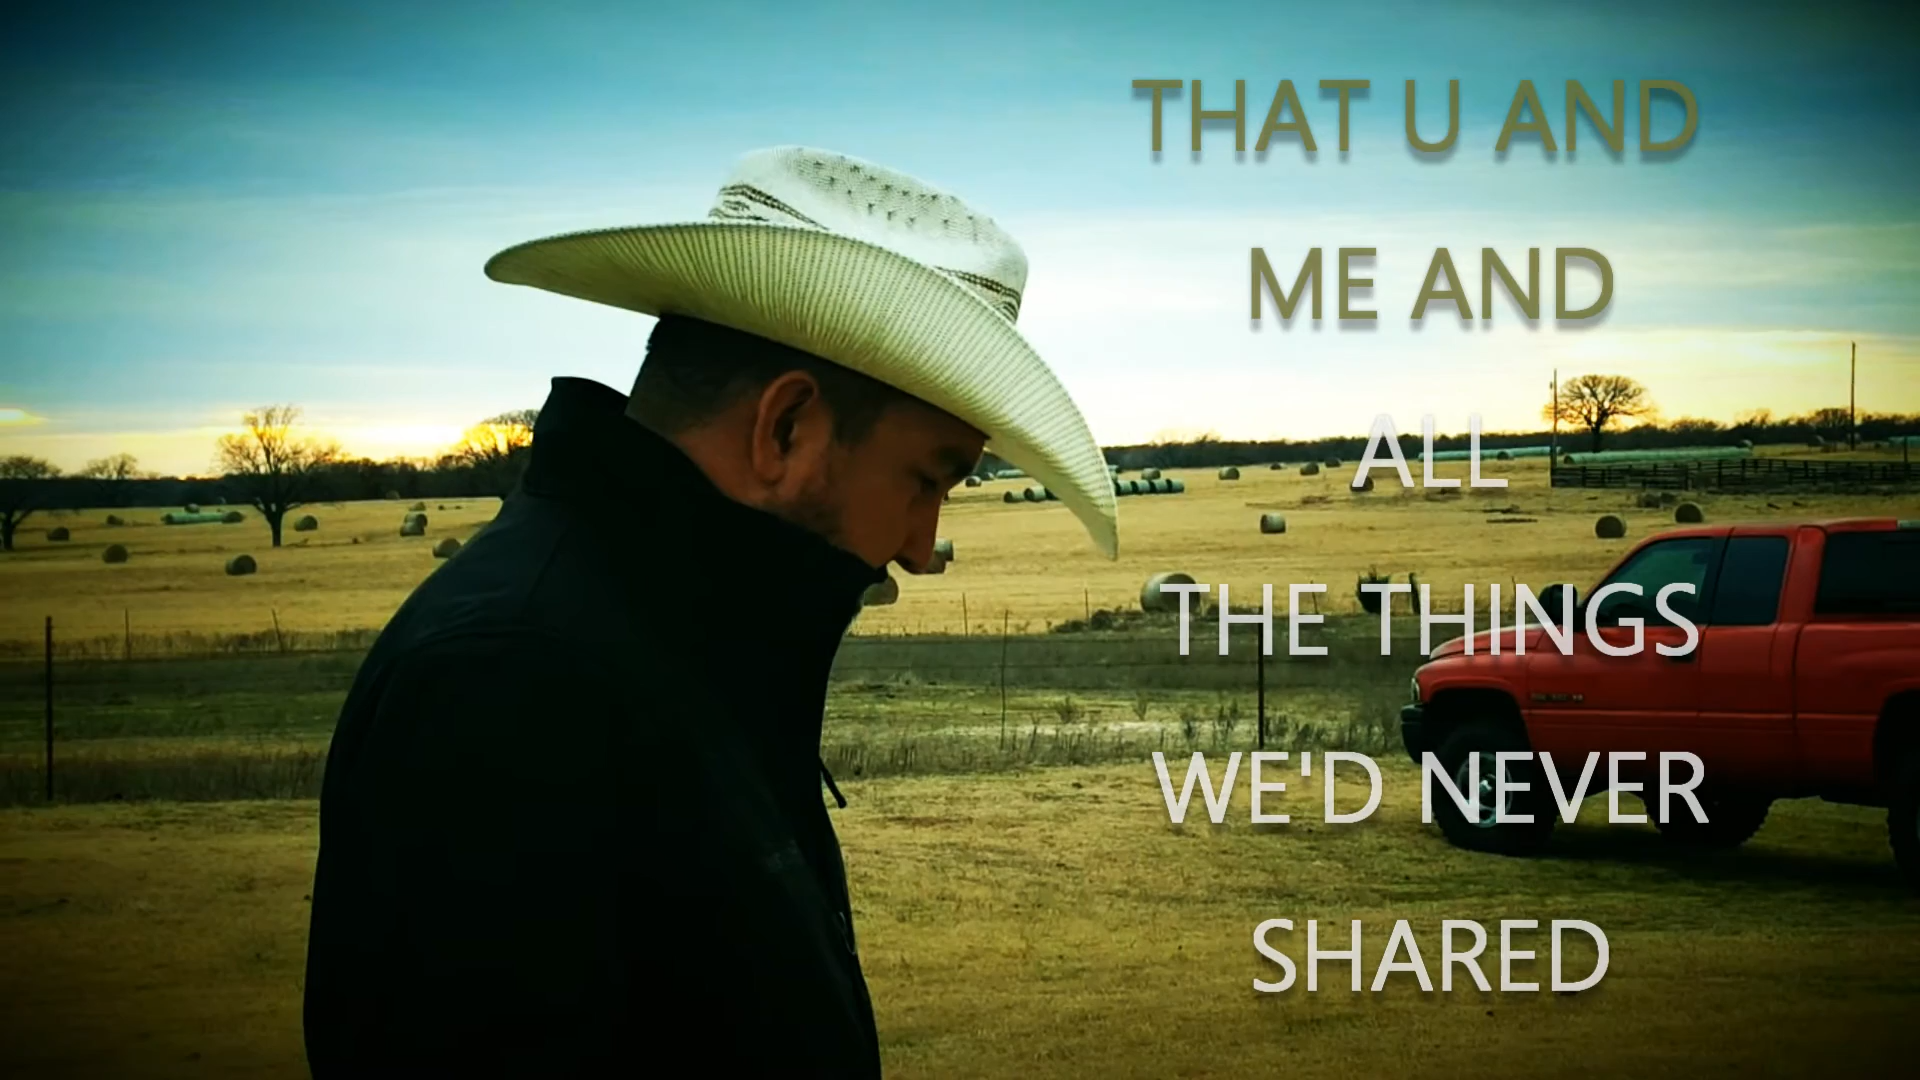 THAT U AND
ME AND
ALL
THE THINGS
WE'D NEVER
SHARED